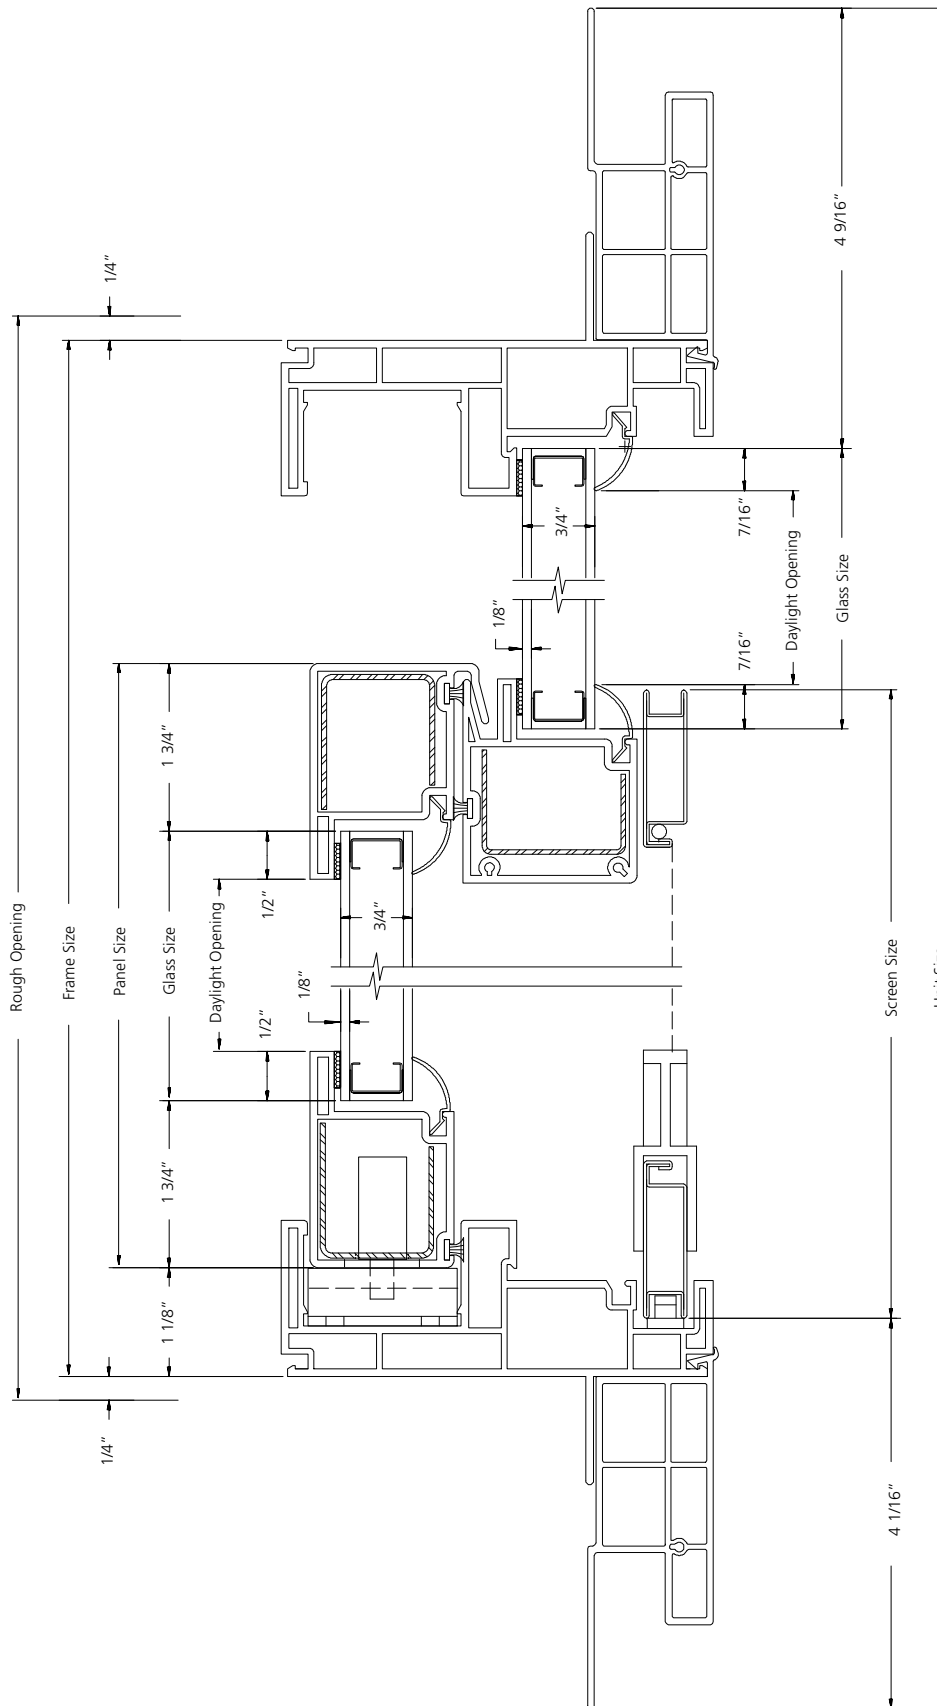 Rough Opening
Frame Size
1/4”
1/4”
Panel Size
1 3/4”
Glass Size
1 3/4”
1 1/8”
Daylight Opening
1/2”
1/2”
1/8”
3/4”
1/8”
3/4”
7/16”
7/16”
Daylight Opening
4 9/16”
Glass Size
Screen Size
4 1/16”